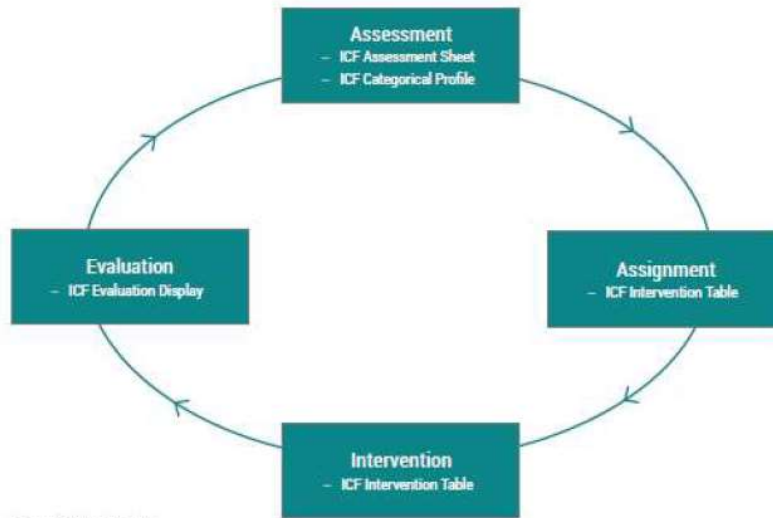 Assessment
– ICF Assessment Sheet
– ICF Categorical Profile
Evaluation
– ICF Evaluation Display
Assignment
– ICF Intervention Table
Intervention
– ICF Intervention Table